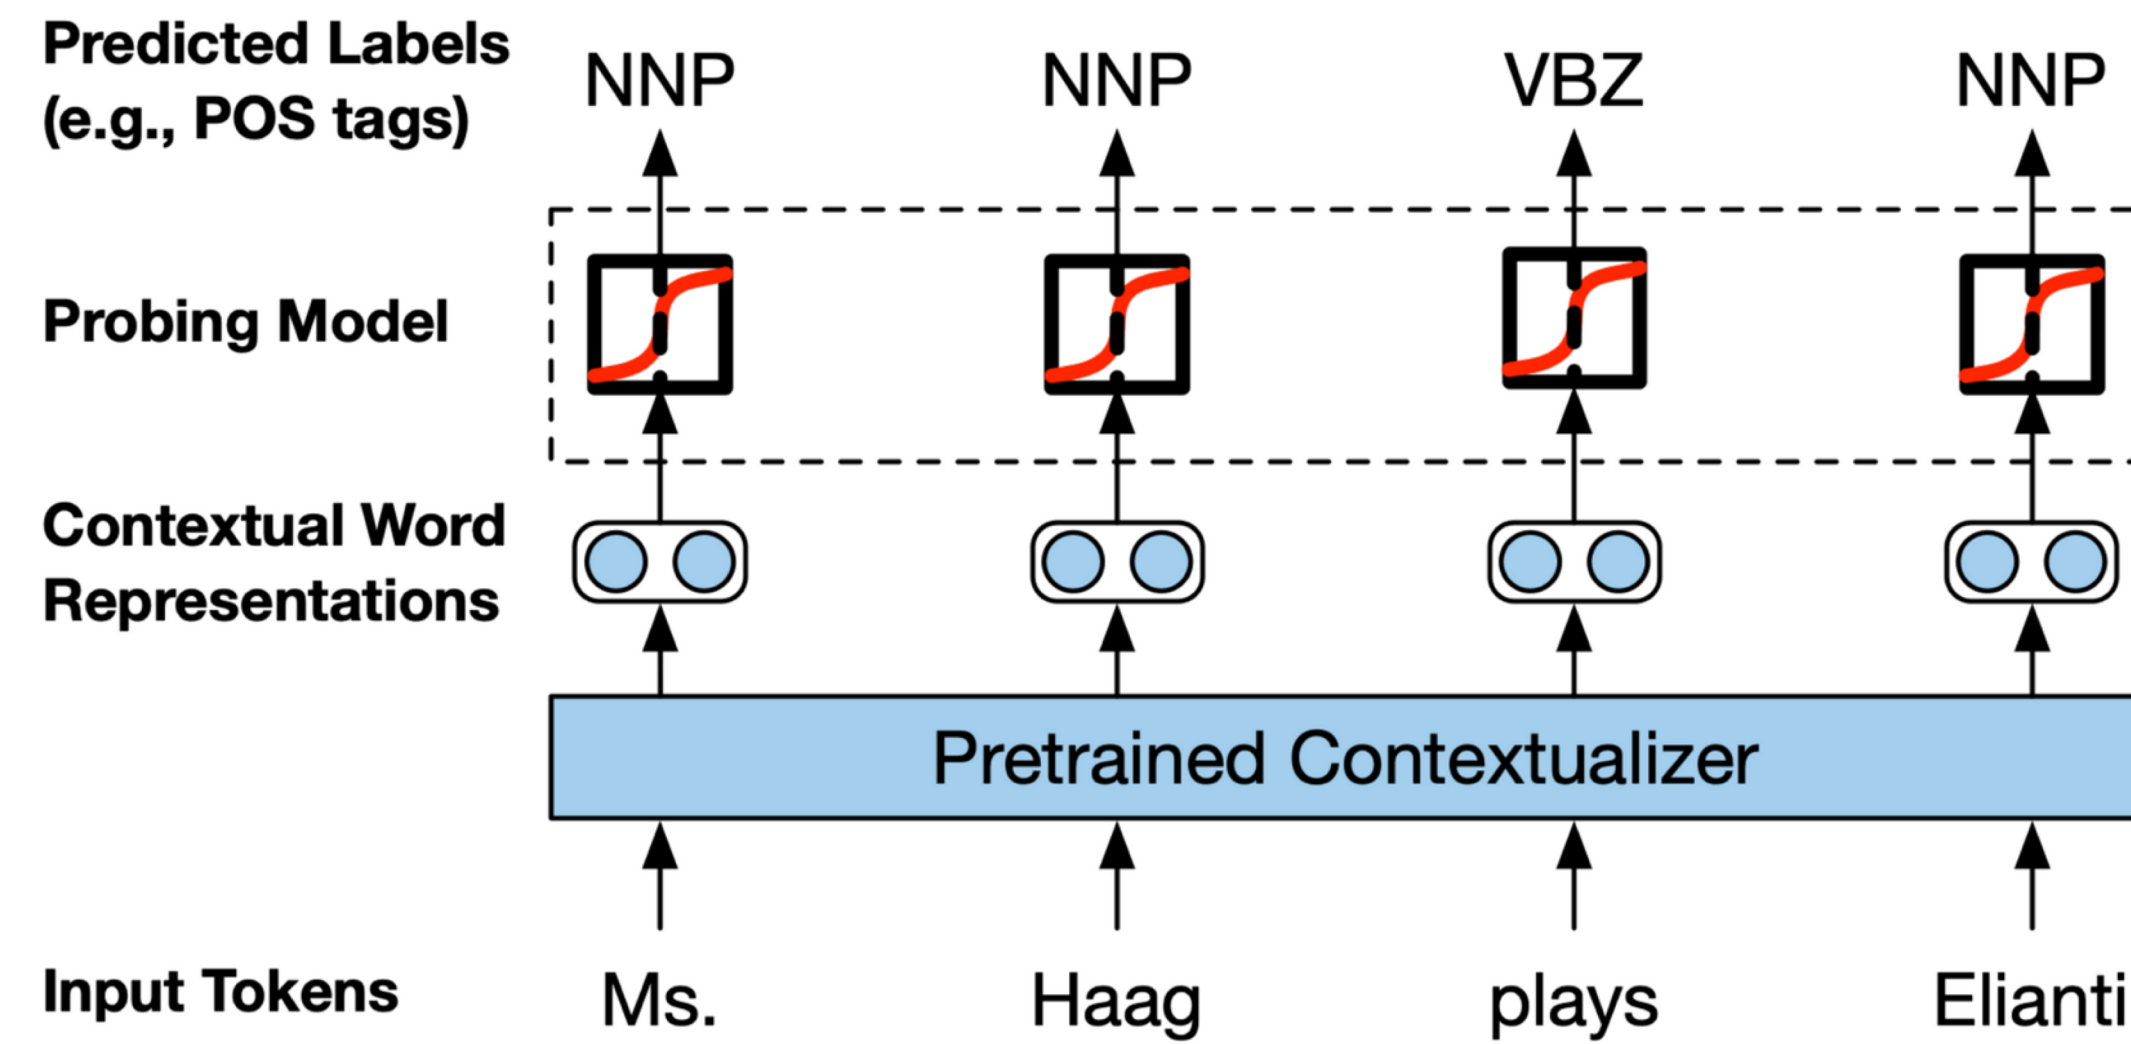 Predicted Labels
(e.g., POS tags)
NNP NNP VBZ NNP
Probing Model
Contextual Word
Representations
Pretrained Contextualizer
Input Tokens
Ms. Haag plays Elianti